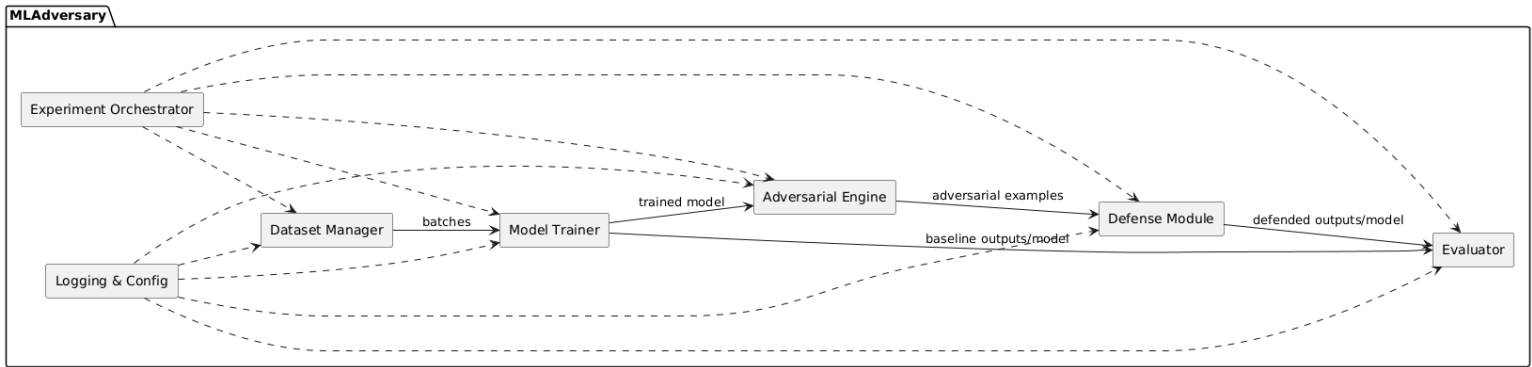 MLAdversary
Experiment Orchestrator
Adversarial Engine
adversarial examples
trained model
Defense Module
Dataset Manager
batches
Model Trainer
defended outputs/model
baseline outputs/model
Evaluator
Logging & Config